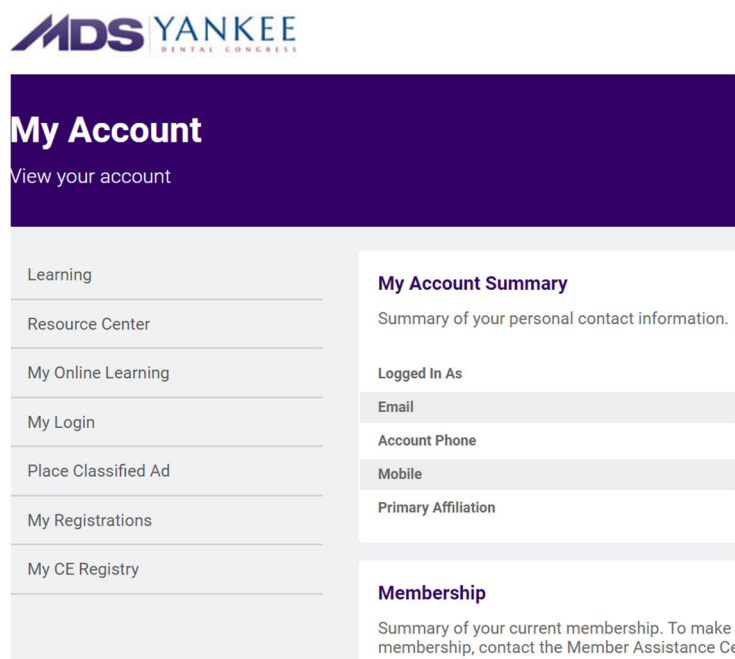 MDS YANKEE
DENTAL CONGRESS
My Account
View your account
Learning
Resource Center
My Online Learning
My Login
Place Classified Ad
My Registrations
My CE Registry
My Account Summary
Summary of your personal contact information.
Logged In As
Email
Account Phone
Mobile
Primary Affiliation
Membership
Summary of your current membership. To make
membership, contact the Member Assistance Ce